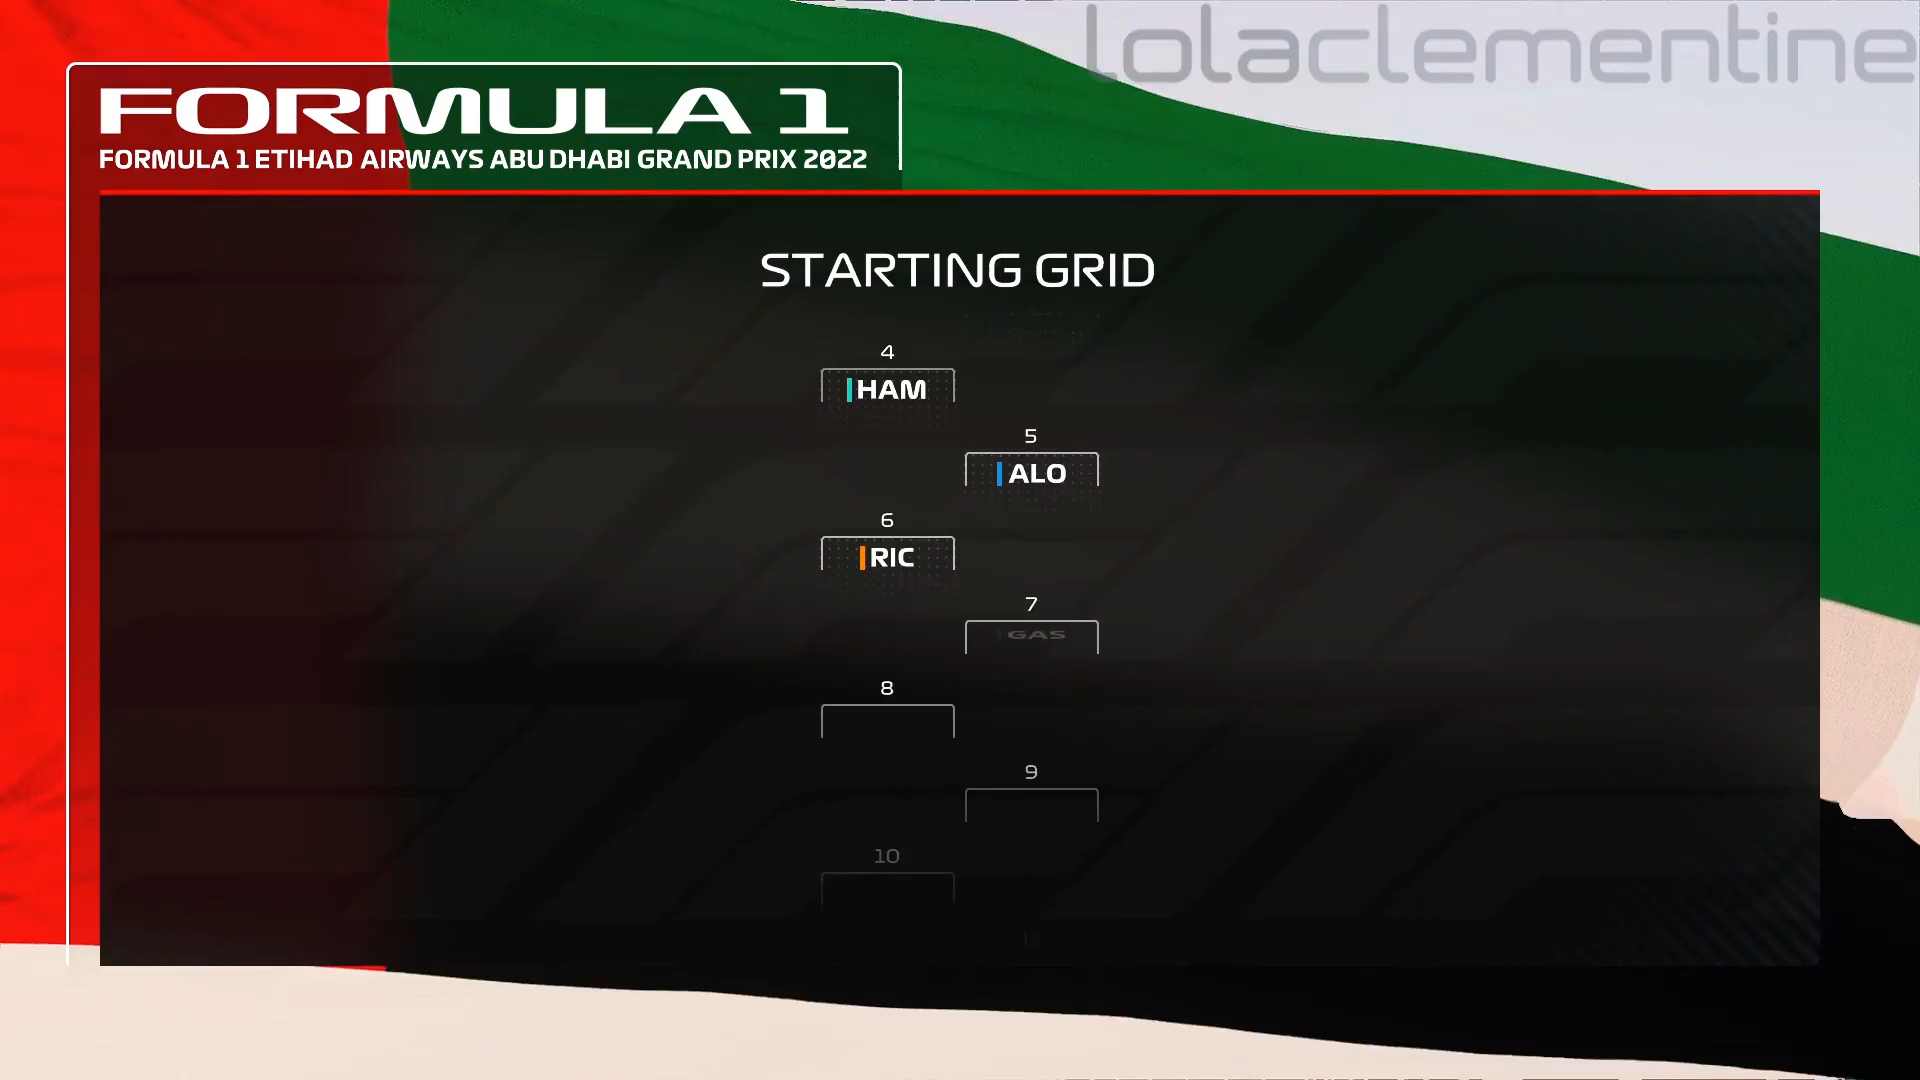 lolaclementine
FORMULA 1
FORMULA 1 ETIHAD AIRWAYS ABU DHABI GRAND PRIX 2022
STARTING GRID
4
HAM
5
ALO
6
RIC
7
GAS
8
9
10